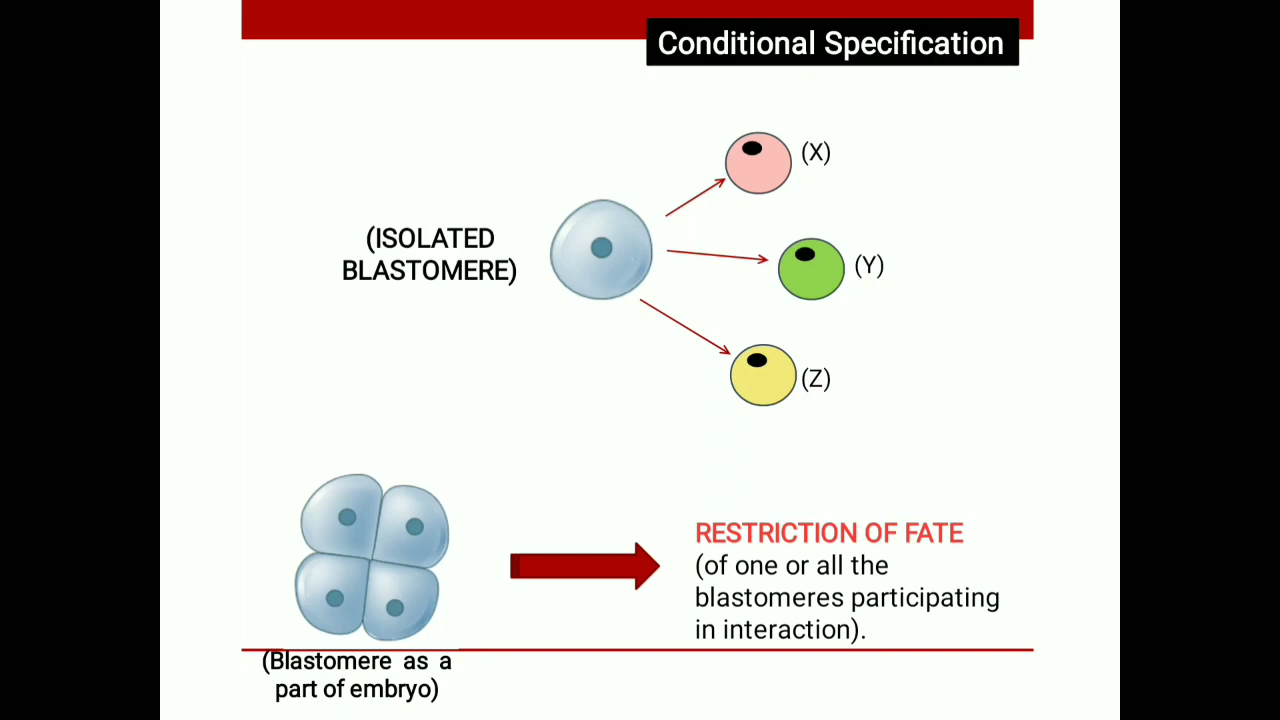 Conditional Specification
(X)
(ISOLATED
BLASTOMERE)
(Y)
(Z)
RESTRICTION OF FATE
(of one or all the
blastomeres participating
in interaction).
(Blastomere as a
part of embryo)